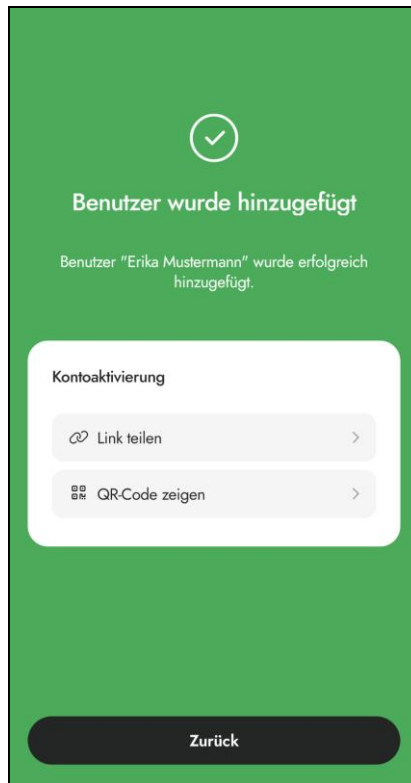 Benutzer wurde hinzugefügt
Benutzer "Erika Mustermann" wurde erfolgreich
hinzugefügt.
Kontoaktivierung
Link teilen
QR-Code zeigen
Zurück